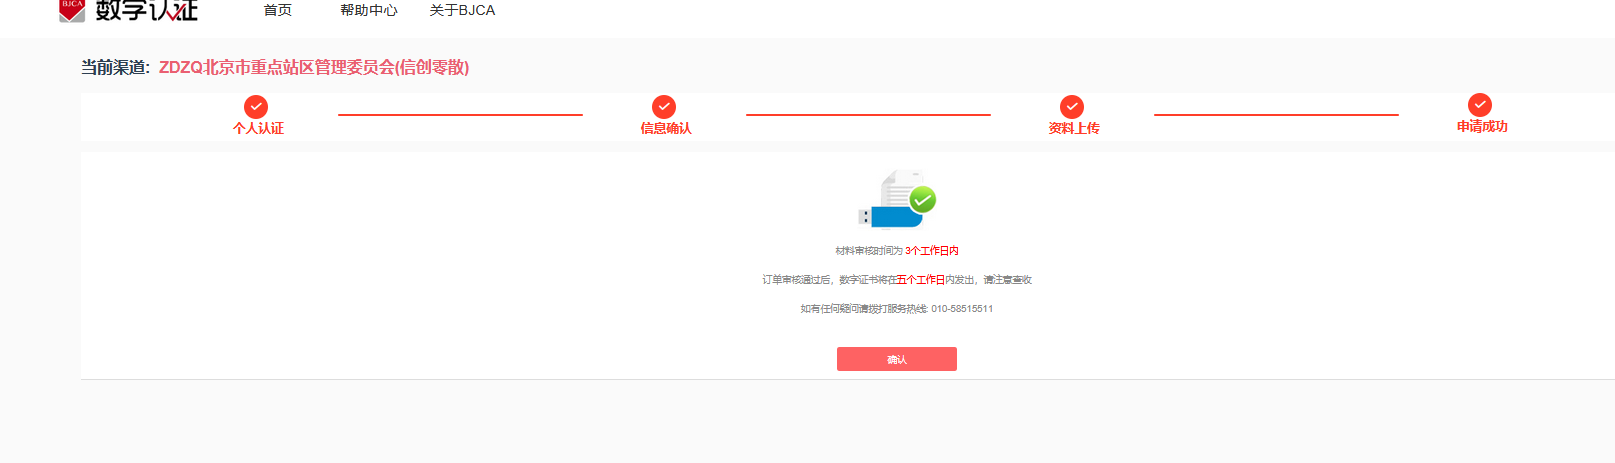 BJCA 数字认证 首页 帮助中心 关于BJCA
当前渠道: ZDZQ北京市重点站区管理委员会(信创零散)
个人认证 信息确认 资料上传 申请成功
材料审核时间为 3个工作日内
订单审核通过后，数字证书将在五个工作日内发出，请注意查收
如有任何疑问请拨打服务热线: 010-58515511
确认